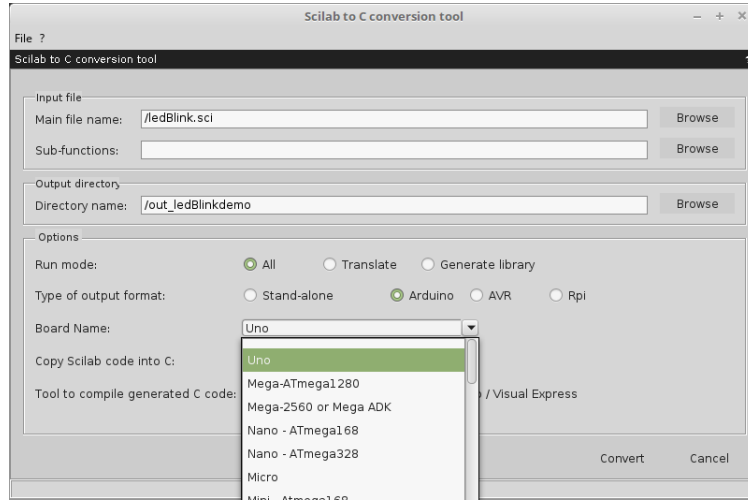 Scilab to C conversion tool
File ?
Scilab to C conversion tool
Input file
Main file name: /ledBlink.sci Browse
Sub-functions: Browse
Output directory
Directory name: /out_ledBlinkdemo Browse
Options
Run mode: All Translate Generate library
Type of output format: Stand-alone Arduino AVR Rpi
Board Name: Uno
Copy Scilab code into C:
Uno
Mega-ATmega1280
Tool to compile generated C code: / Visual Express
Mega-2560 or Mega ADK
Nano - ATmega168
Nano - ATmega328
Convert Cancel
Micro
Mini - Atmega168